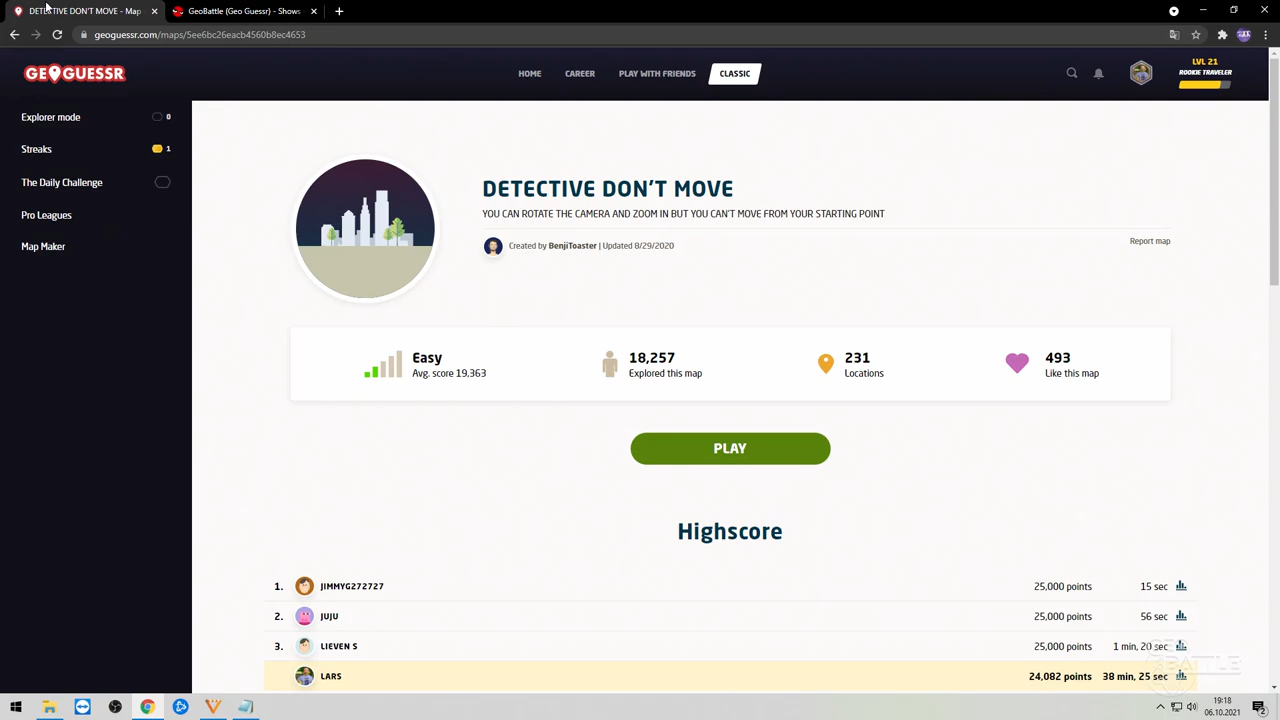 DETECTIVE DON'T MOVE - Map
GeoBattle (Geo Guessr) - Shows
geoguessr.com/maps/5ee6bc26eacb4560b8ec4653
GEOGUESSR
HOME
CAREER
PLAY WITH FRIENDS
CLASSIC
LVL 21
ROOKIE TRAVELER
Explorer mode 0
Streaks 1
The Daily Challenge
Pro Leagues
Map Maker
DETECTIVE DON'T MOVE
YOU CAN ROTATE THE CAMERA AND ZOOM IN BUT YOU CAN'T MOVE FROM YOUR STARTING POINT
Created by BenjiToaster | Updated 8/29/2020
Report map
Easy
Avg. score 19,363
18,257
Explored this map
231
Locations
493
Like this map
PLAY
Highscore
1. JIMMYG272727 25,000 points 15 sec
2. JUJU 25,000 points 56 sec
3. LIEVEN S 25,000 points 1 min, 20 sec
LARS 24,082 points 38 min, 25 sec
BATTLE
19:18
06.10.2021
2